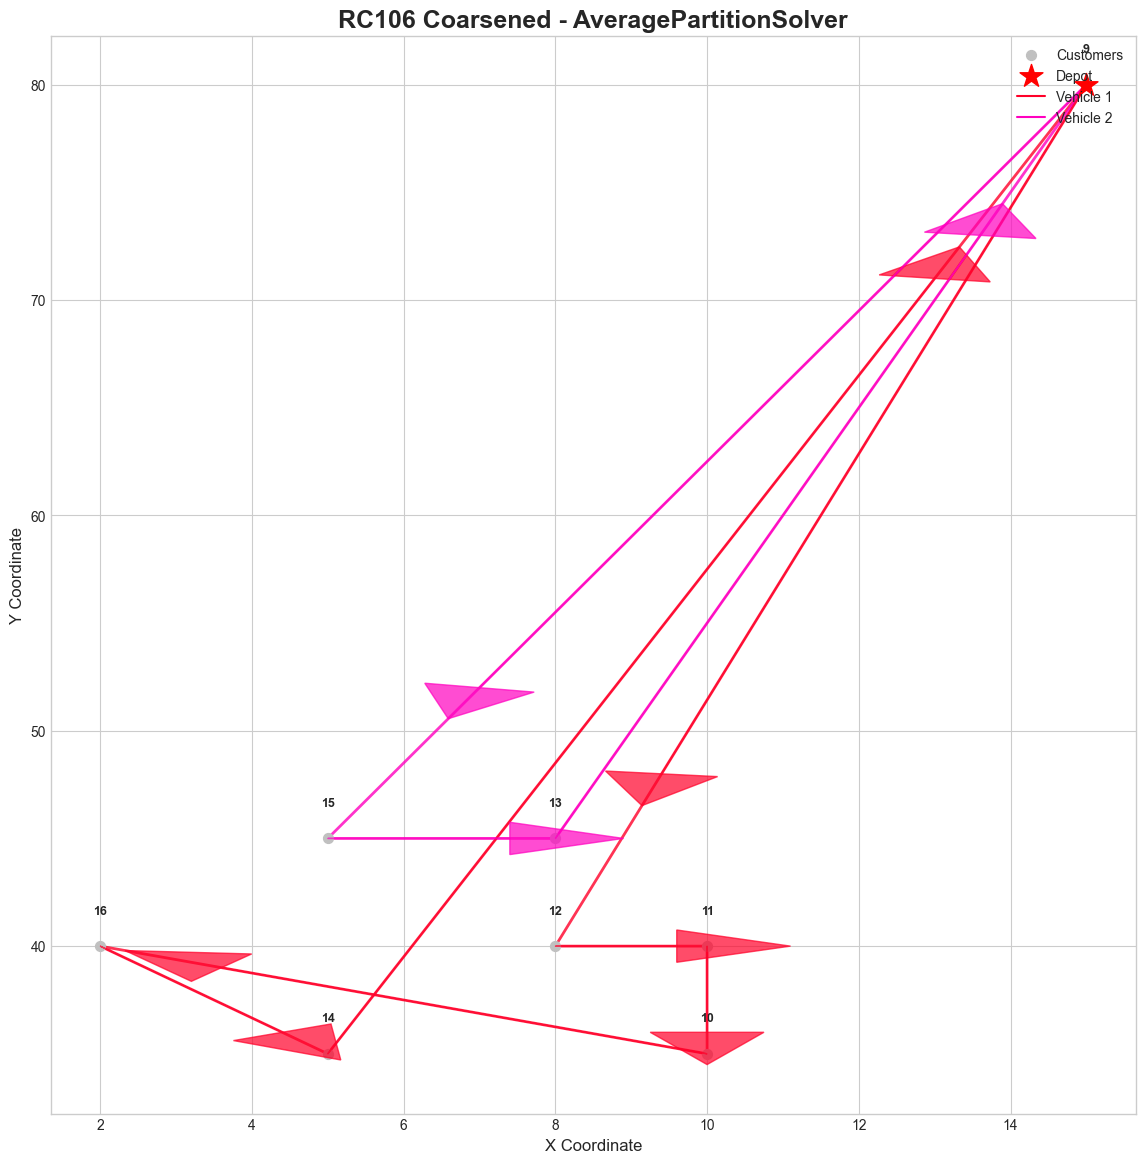 RC106 Coarsened - AveragePartitionSolver
9
Customers
Depot
Vehicle 1
Vehicle 2
80
70
60
50
40
15
13
16
12
11
14
10
2
4
6
8
10
12
14
X Coordinate
Y Coordinate